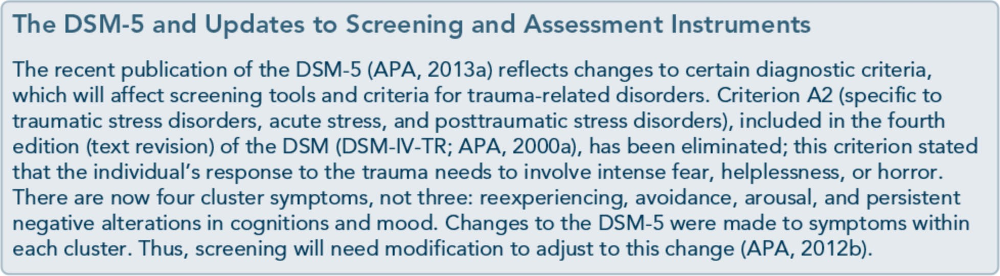 The DSM-5 and Updates to Screening and Assessment Instruments
The recent publication of the DSM-5 (APA, 2013a) reflects changes to certain diagnostic criteria,
which will affect screening tools and criteria for trauma-related disorders. Criterion A2 (specific to
traumatic stress disorders, acute stress, and posttraumatic stress disorders), included in the fourth
edition (text revision) of the DSM (DSM-IV-TR; APA, 2000a), has been eliminated; this criterion stated
that the individual’s response to the trauma needs to involve intense fear, helplessness, or horror.
There are now four cluster symptoms, not three: reexperiencing, avoidance, arousal, and persistent
negative alterations in cognitions and mood. Changes to the DSM-5 were made to symptoms within
each cluster. Thus, screening will need modification to adjust to this change (APA, 2012b).